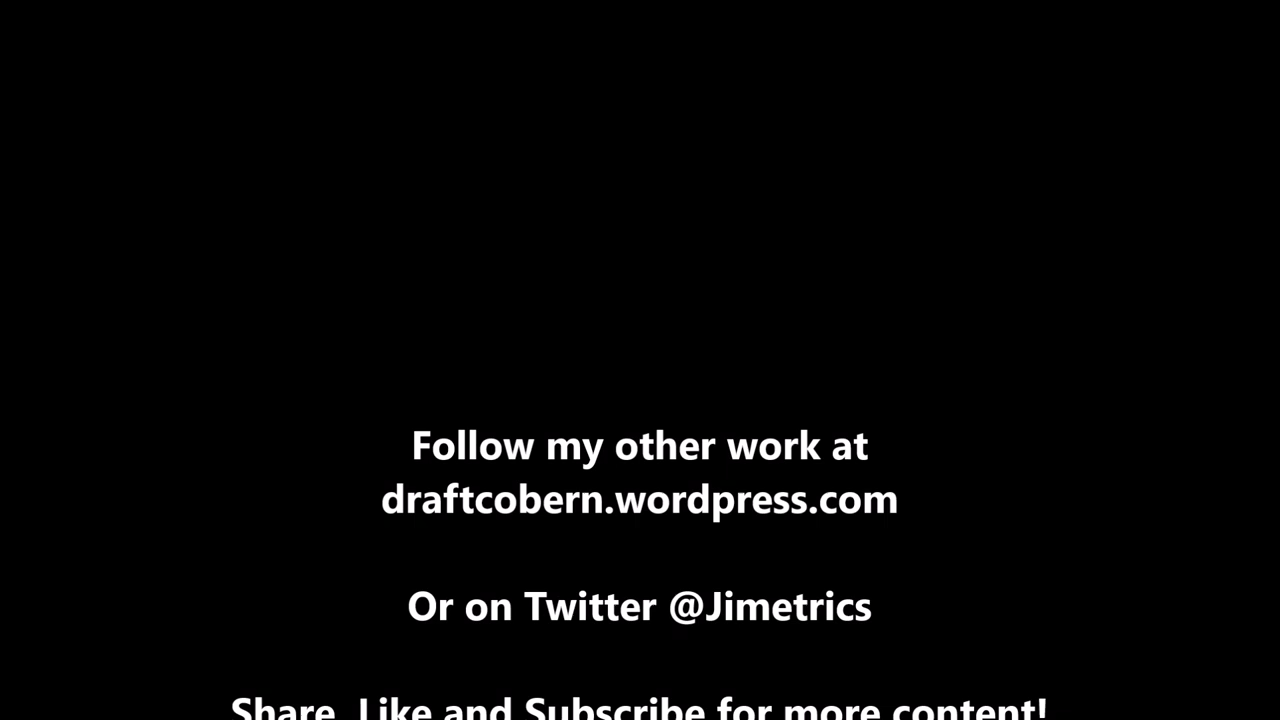 Follow my other work at
draftcobern.wordpress.com
Or on Twitter @Jimetrics
Share, Like and Subscribe for more content!